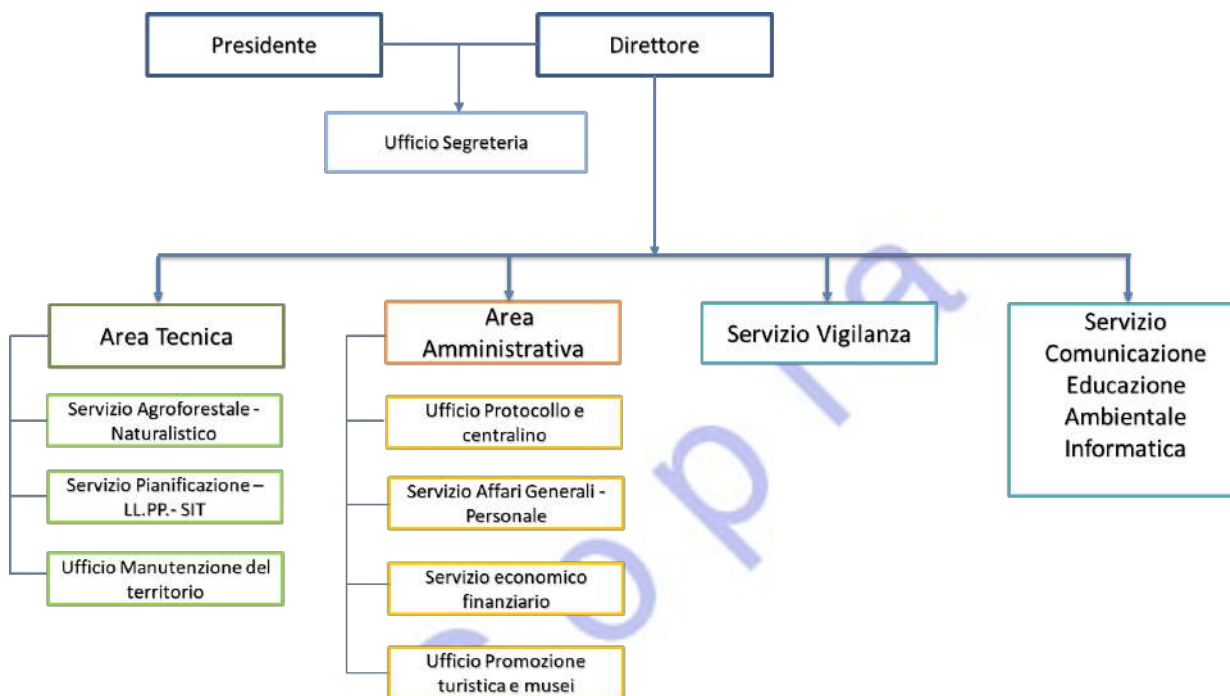 Presidente
Direttore
Ufficio Segreteria
Area Tecnica
Servizio Agroforestale -
Naturalistico
Servizio Pianificazione –
LL.PP.- SIT
Ufficio Manutenzione del
territorio
Area
Amministrativa
Ufficio Protocollo e
centralino
Servizio Affari Generali -
Personale
Servizio economico
finanziario
Ufficio Promozione
turistica e musei
Servizio Vigilanza
Servizio
Comunicazione
Educazione
Ambientale
Informatica
copia